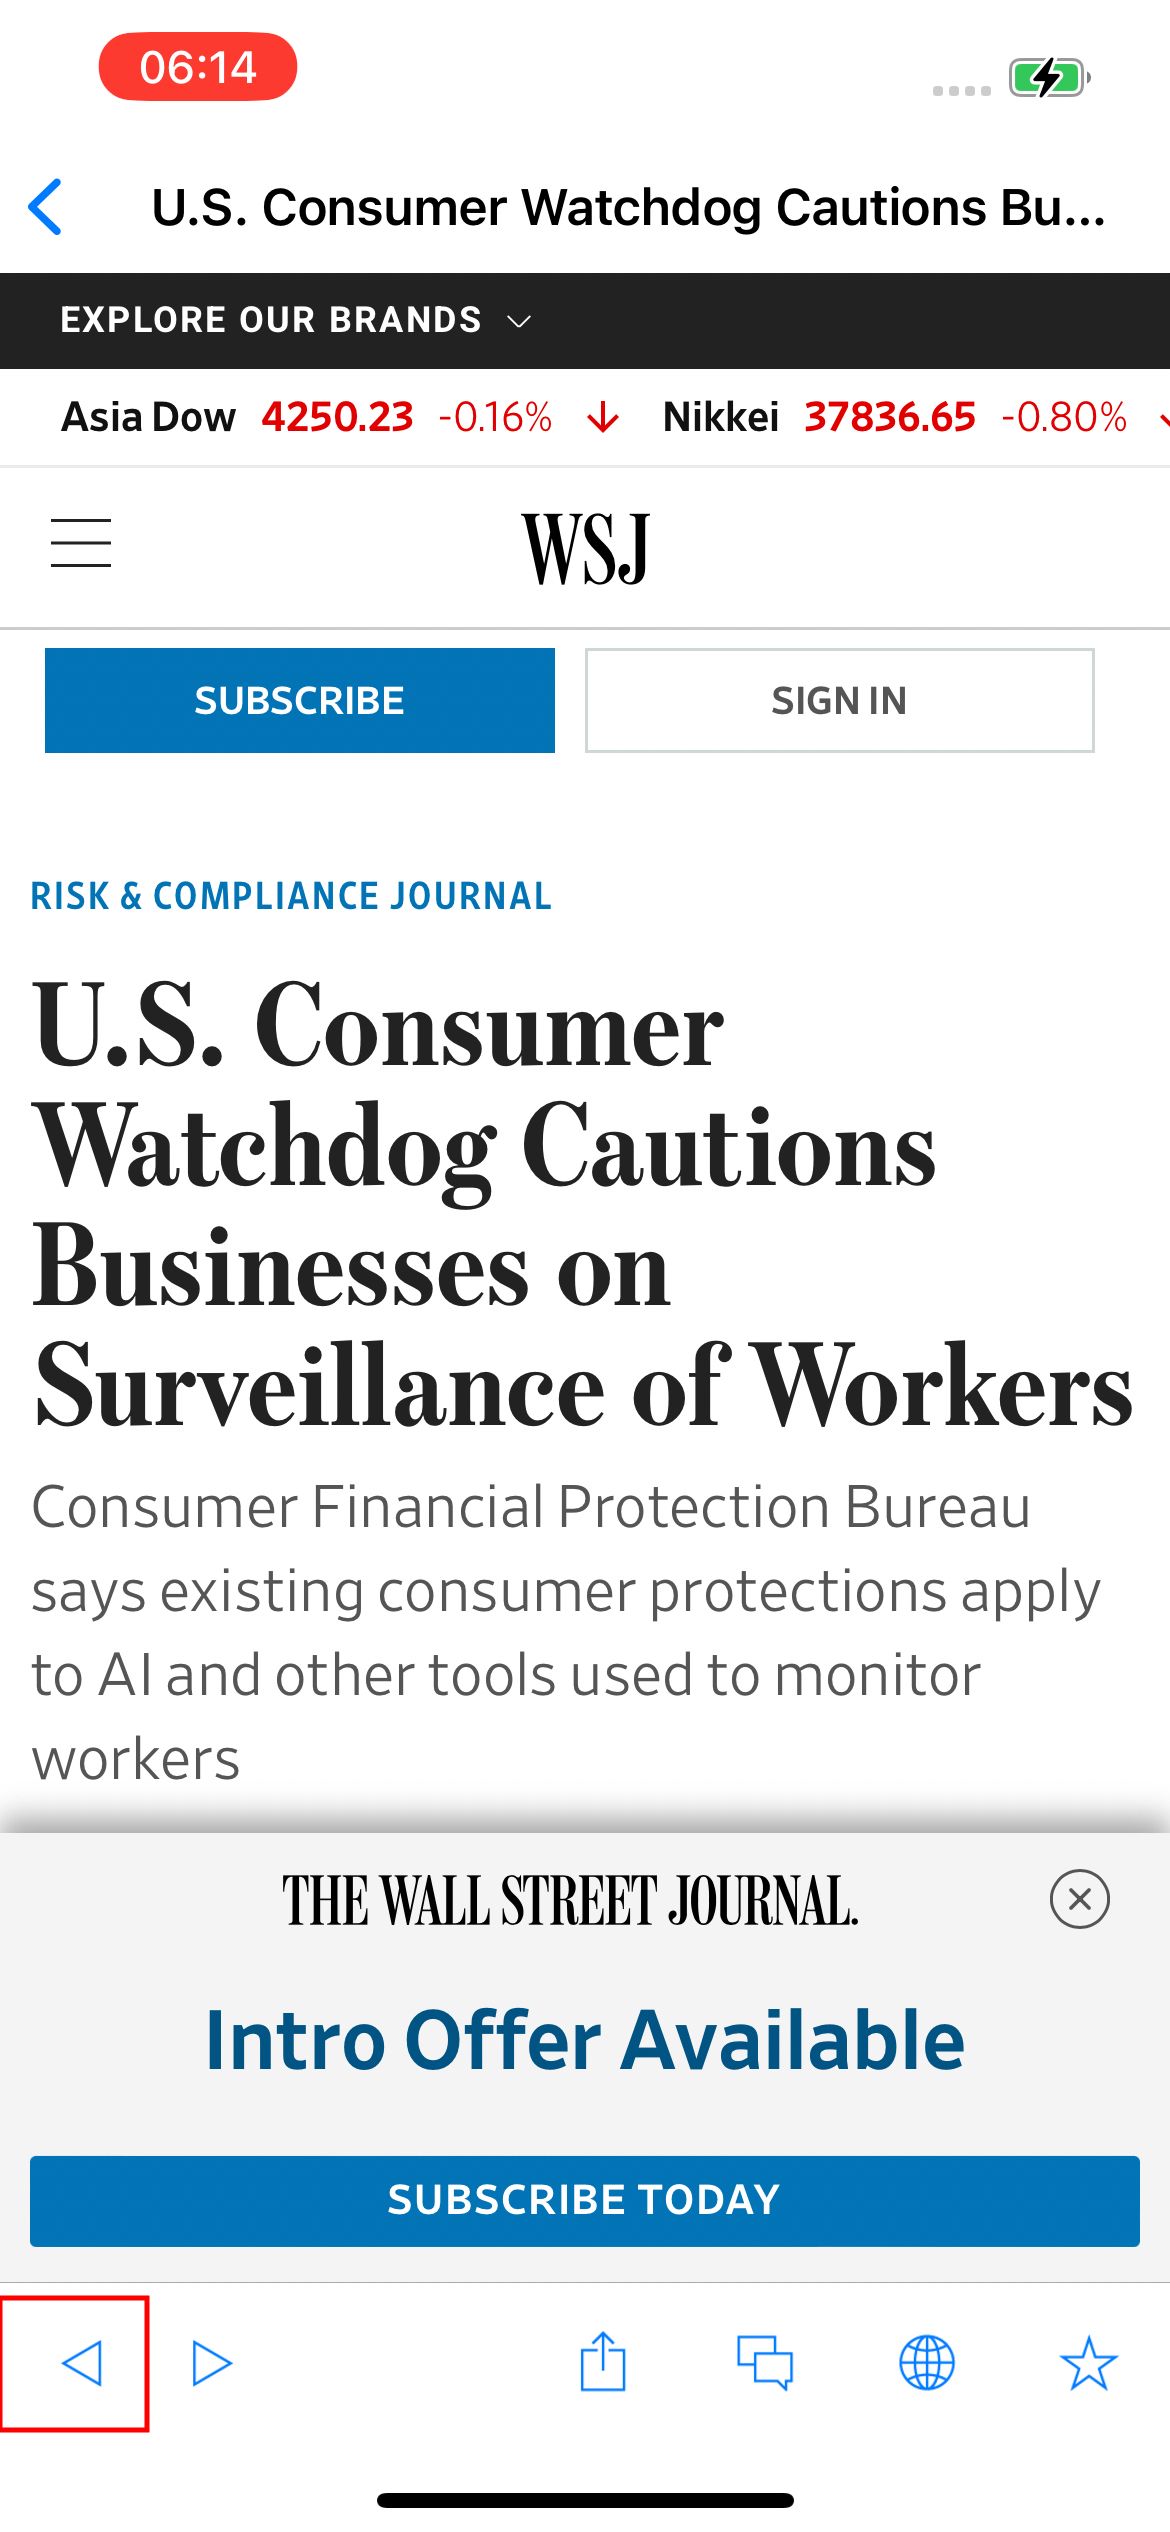 06:14
U.S. Consumer Watchdog Cautions Bu...
EXPLORE OUR BRANDS
Asia Dow 4250.23 -0.16% Nikkei 37836.65 -0.80%
WSJ
SUBSCRIBE
SIGN IN
RISK & COMPLIANCE JOURNAL
U.S. Consumer
Watchdog Cautions
Businesses on
Surveillance of Workers
Consumer Financial Protection Bureau
says existing consumer protections apply
to AI and other tools used to monitor
workers
THE WALL STREET JOURNAL.
Intro Offer Available
SUBSCRIBE TODAY